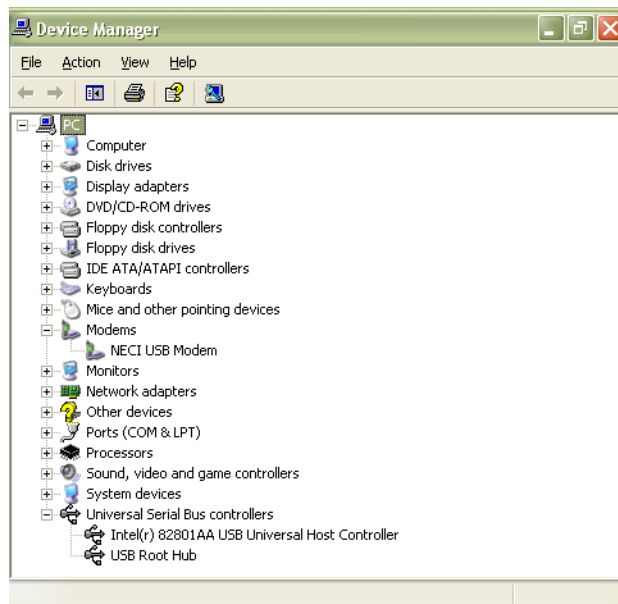 Device Manager
File Action View Help
PC
Computer
Disk drives
Display adapters
DVD/CD-ROM drives
Floppy disk controllers
Floppy disk drives
IDE ATA/ATAPI controllers
Keyboards
Mice and other pointing devices
Modems
NECI USB Modem
Monitors
Network adapters
Other devices
Ports (COM & LPT)
Processors
Sound, video and game controllers
System devices
Universal Serial Bus controllers
Intel(r) 82801AA USB Universal Host Controller
USB Root Hub